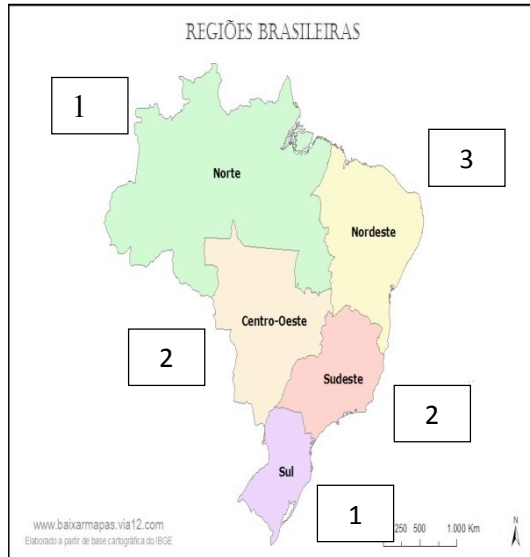 REGIÕES BRASILEIRAS
1
3
Norte
Nordeste
Centro-Oeste
2
Sudeste
2
Sul
1
250 500 1.000 Km
N
www.baixarmapas.via12.com
Elaborado a partir de base cartográfica do IBGE